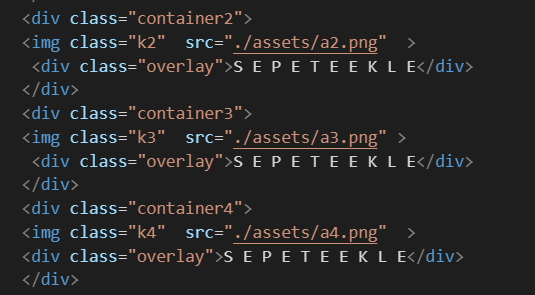 <div class="container2">
<img class="k2"  src="./assets/a2.png"  >
 <div class="overlay">S E P E T E E K L E</div>
</div>
<div class="container3">
<img class="k3"  src="./assets/a3.png" >
 <div class="overlay">S E P E T E E K L E</div>
</div>
<div class="container4">
<img class="k4"  src="./assets/a4.png"  >
<div class="overlay">S E P E T E E K L E</div>
</div>